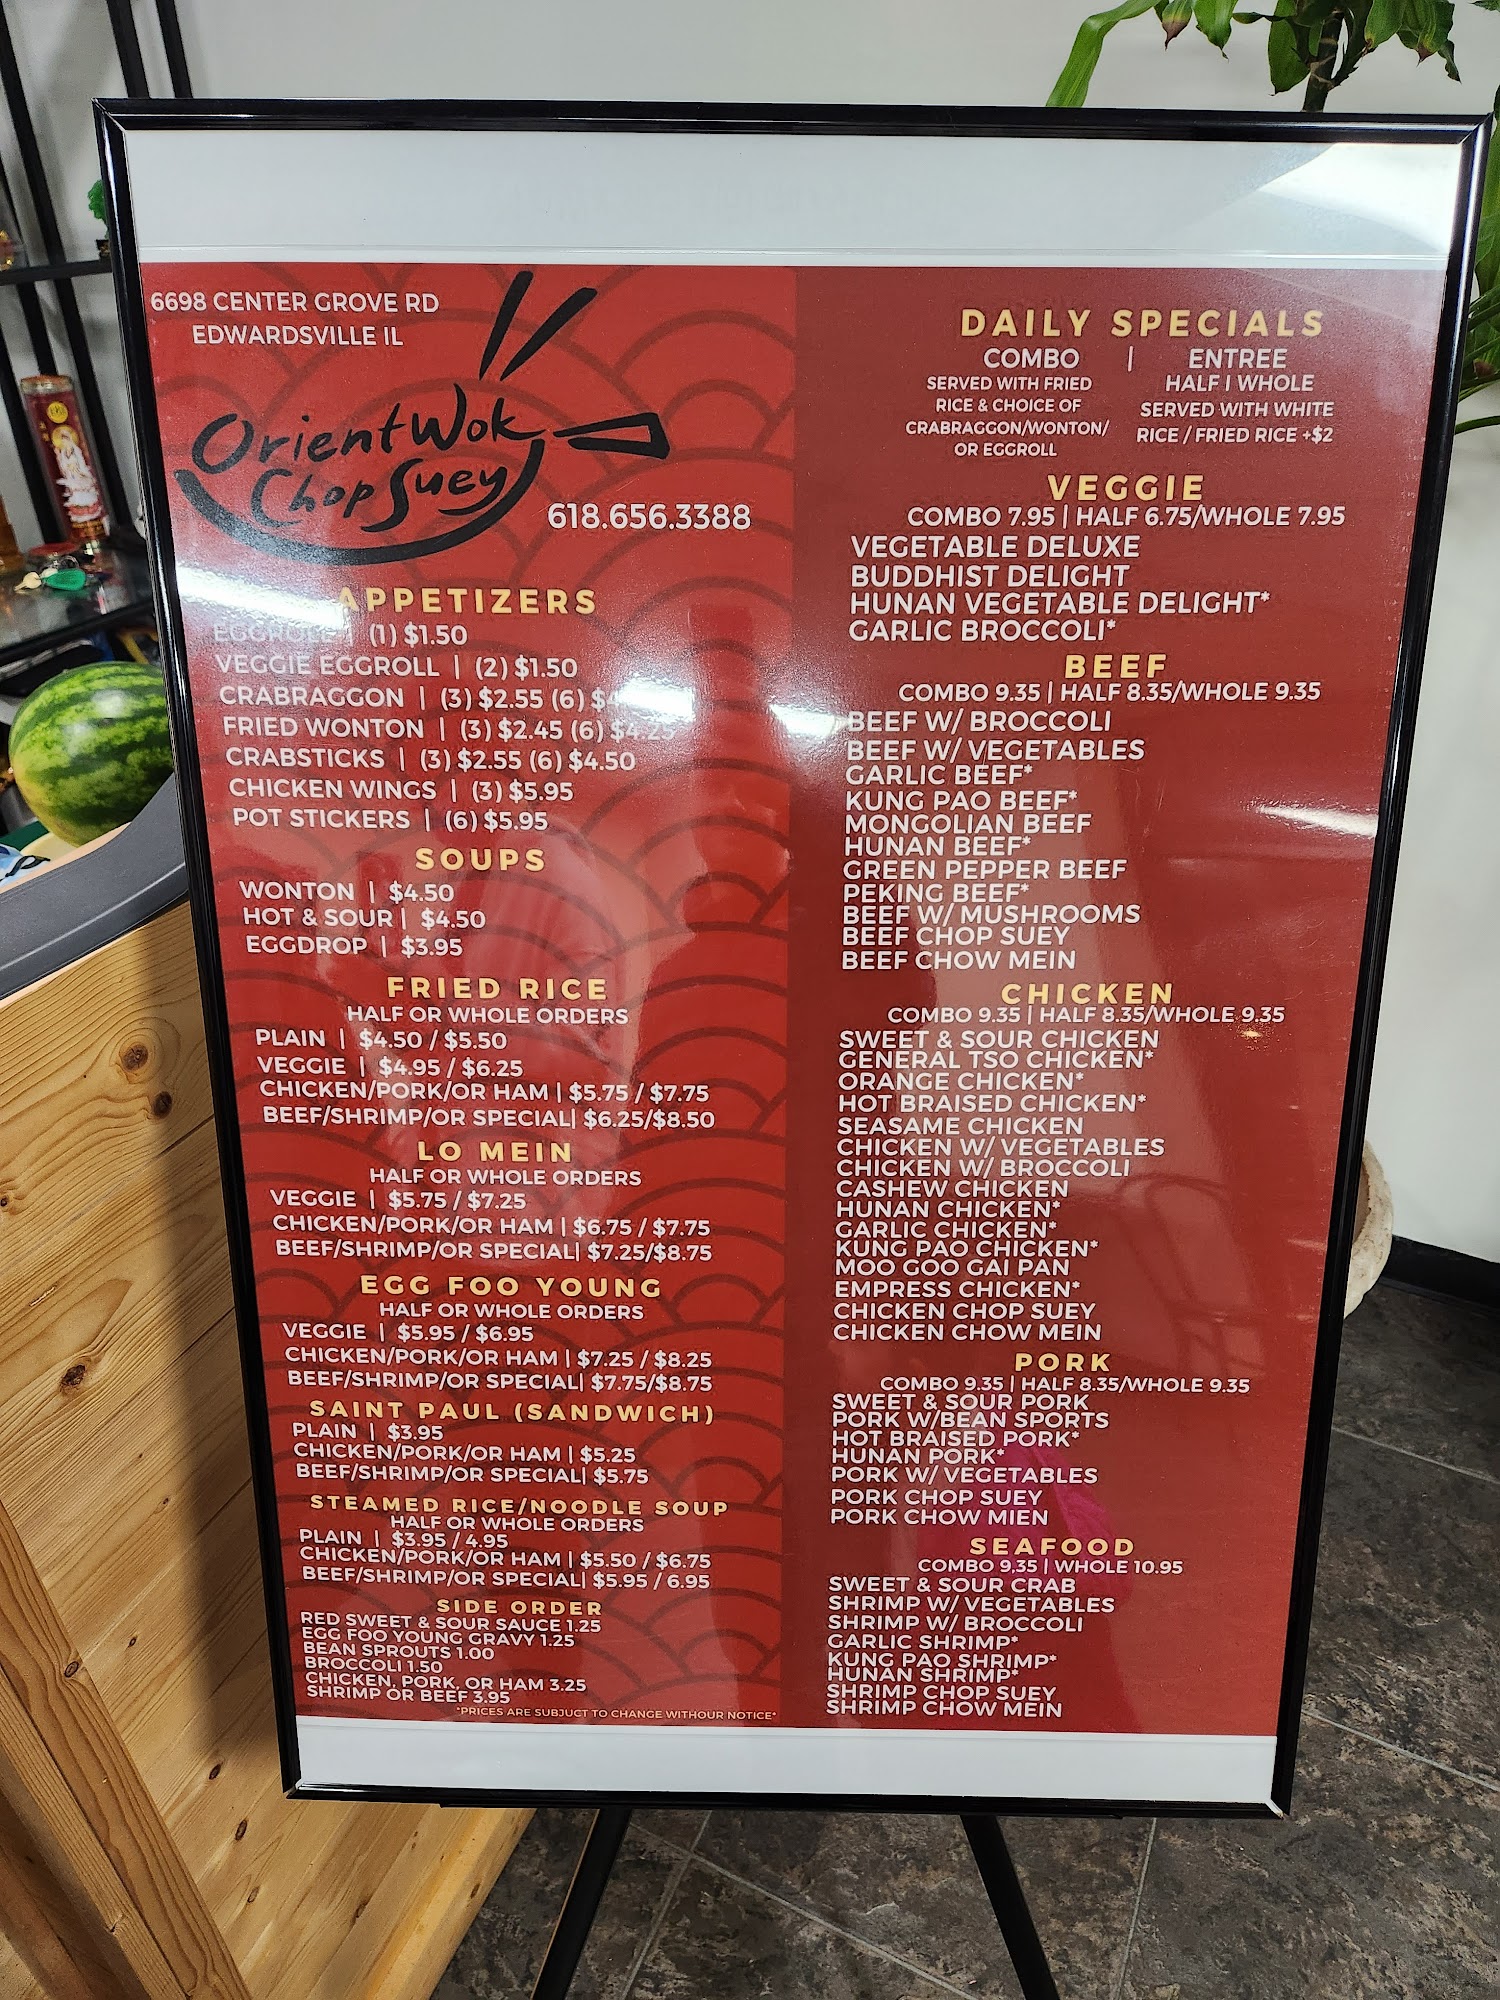 6698 CENTER GROVE RD
EDWARDSVILLE IL
Orient Wok
Chop Suey
618.656.3388
APPETIZERS
EGGROLL | (1) $1.50
VEGGIE EGGROLL | (2) $1.50
CRABRAGGON | (3) $2.55 (6)
FRIED WONTON | (3) $2.45 (6) $4.25
CRABSTICKS | (3) $2.55 (6) $4.50
CHICKEN WINGS | (3) $5.95
POT STICKERS | (6) $5.95
SOUPS
WONTON | $4.50
HOT & SOUR | $4.50
EGGDROP | $3.95
FRIED RICE
HALF OR WHOLE ORDERS
PLAIN | $4.50 / $5.50
VEGGIE | $4.95 / $6.25
CHICKEN/PORK/OR HAM | $5.75 / $7.75
BEEF/SHRIMP/OR SPECIAL| $6.25/$8.50
LO MEIN
HALF OR WHOLE ORDERS
VEGGIE | $5.75 / $7.25
CHICKEN/PORK/OR HAM | $6.75 / $7.75
BEEF/SHRIMP/OR SPECIAL| $7.25/$8.75
EGG FOO YOUNG
HALF OR WHOLE ORDERS
VEGGIE | $5.95 / $6.95
CHICKEN/PORK/OR HAM | $7.25 / $8.25
BEEF/SHRIMP/OR SPECIAL| $7.75/$8.75
SAINT PAUL (SANDWICH)
PLAIN | $3.95
CHICKEN/PORK/OR HAM | $5.25
BEEF/SHRIMP/OR SPECIAL| $5.75
STEAMED RICE/NOODLE SOUP
HALF OR WHOLE ORDERS
PLAIN | $3.95 / 4.95
CHICKEN/PORK/OR HAM | $5.50 / $6.75
BEEF/SHRIMP/OR SPECIAL| $5.95 / 6.95
SIDE ORDER
RED SWEET & SOUR SAUCE 1.25
EGG FOO YOUNG GRAVY 1.25
BEAN SPROUTS 1.00
BROCCOLI 1.50
CHICKEN, PORK, OR HAM 3.25
SHRIMP OR BEEF 3.95
*PRICES ARE SUBJUCT TO CHANGE WITHOUR NOTICE*
DAILY SPECIALS
COMBO | ENTREE
SERVED WITH FRIED
RICE & CHOICE OF
CRABRAGGON/WONTON/
OR EGGROLL
HALF | WHOLE
SERVED WITH WHITE
RICE / FRIED RICE +$2
VEGGIE
COMBO 7.95 | HALF 6.75/WHOLE 7.95
VEGETABLE DELUXE
BUDDHIST DELIGHT
HUNAN VEGETABLE DELIGHT*
GARLIC BROCCOLI*
BEEF
COMBO 9.35 | HALF 8.35/WHOLE 9.35
BEEF W/ BROCCOLI
BEEF W/ VEGETABLES
GARLIC BEEF*
KUNG PAO BEEF*
MONGOLIAN BEEF
HUNAN BEEF*
GREEN PEPPER BEEF
PEKING BEEF*
BEEF W/ MUSHROOMS
BEEF CHOP SUEY
BEEF CHOW MEIN
CHICKEN
COMBO 9.35 | HALF 8.35/WHOLE 9.35
SWEET & SOUR CHICKEN
GENERAL TSO CHICKEN*
ORANGE CHICKEN*
HOT BRAISED CHICKEN*
SEASAME CHICKEN
CHICKEN W/ VEGETABLES
CHICKEN W/ BROCCOLI
CASHEW CHICKEN
HUNAN CHICKEN*
GARLIC CHICKEN*
KUNG PAO CHICKEN*
MOO GOO GAI PAN
EMPRESS CHICKEN*
CHICKEN CHOP SUEY
CHICKEN CHOW MEIN
PORK
COMBO 9.35 | HALF 8.35/WHOLE 9.35
SWEET & SOUR PORK
PORK W/BEAN SPORTS
HOT BRAISED PORK*
HUNAN PORK*
PORK W/ VEGETABLES
PORK CHOP SUEY
PORK CHOW MIEN
SEAFOOD
COMBO 9.35 | WHOLE 10.95
SWEET & SOUR CRAB
SHRIMP W/ VEGETABLES
SHRIMP W/ BROCCOLI
GARLIC SHRIMP*
KUNG PAO SHRIMP*
HUNAN SHRIMP*
SHRIMP CHOP SUEY
SHRIMP CHOW MEIN